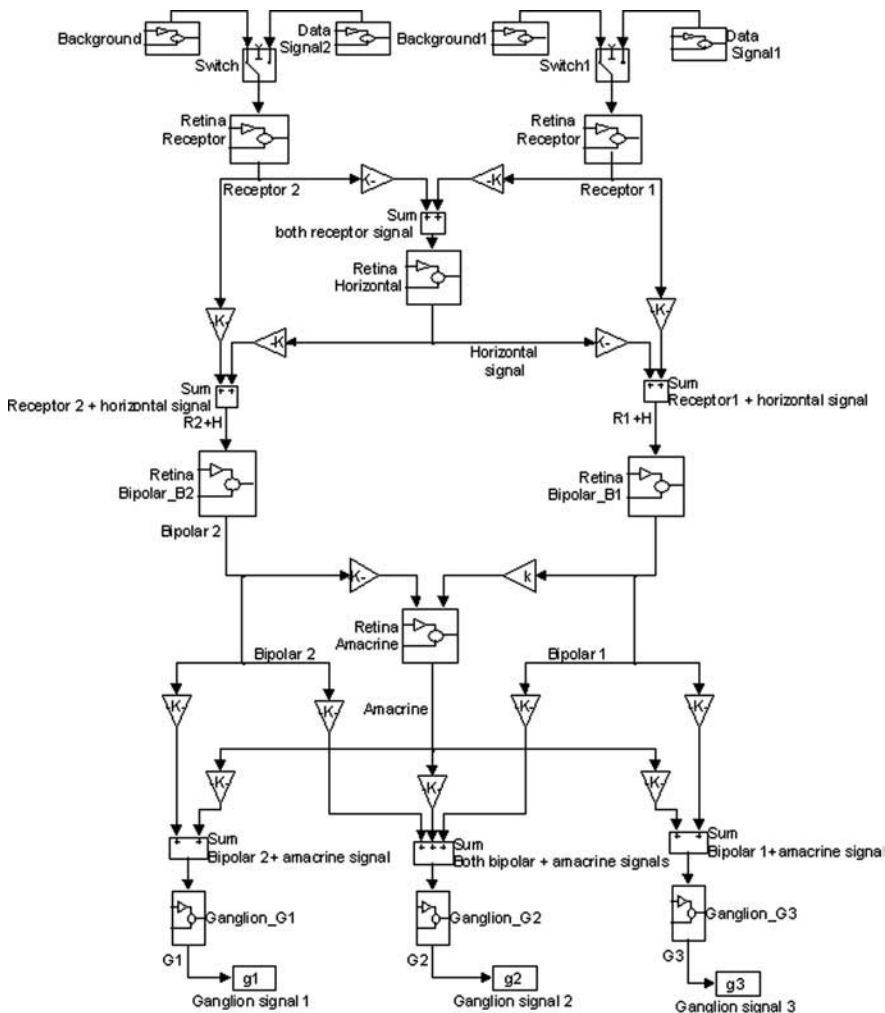 Background
Data
Signal2
Background1
Data
Signal1
Switch
Switch1
Retina
Receptor
Retina
Receptor
Receptor 2
K-
-K
Receptor 1
Sum
both receptor signal
Retina
Horizontal
-K-
-K-
-K
K-
Horizontal
signal
Sum
Receptor 2 + horizontal signal
Sum
Receptor1 + horizontal signal
R2+H
R1+H
Retina
Bipolar_B2
Retina
Bipolar_B1
Bipolar 2
K-
k
Retina
Amacrine
Bipolar 2
Bipolar 1
-K-
-K-
Amacrine
-K-
-K-
-K-
-K-
-K-
Sum
Bipolar 2+ amacrine signal
Sum
Both bipolar + amacrine signals
Sum
Bipolar 1+amacrine signal
Ganglion_G1
Ganglion_G2
Ganglion_G3
G1
G2
G3
g1
g2
g3
Ganglion signal 1
Ganglion signal 2
Ganglion signal 3